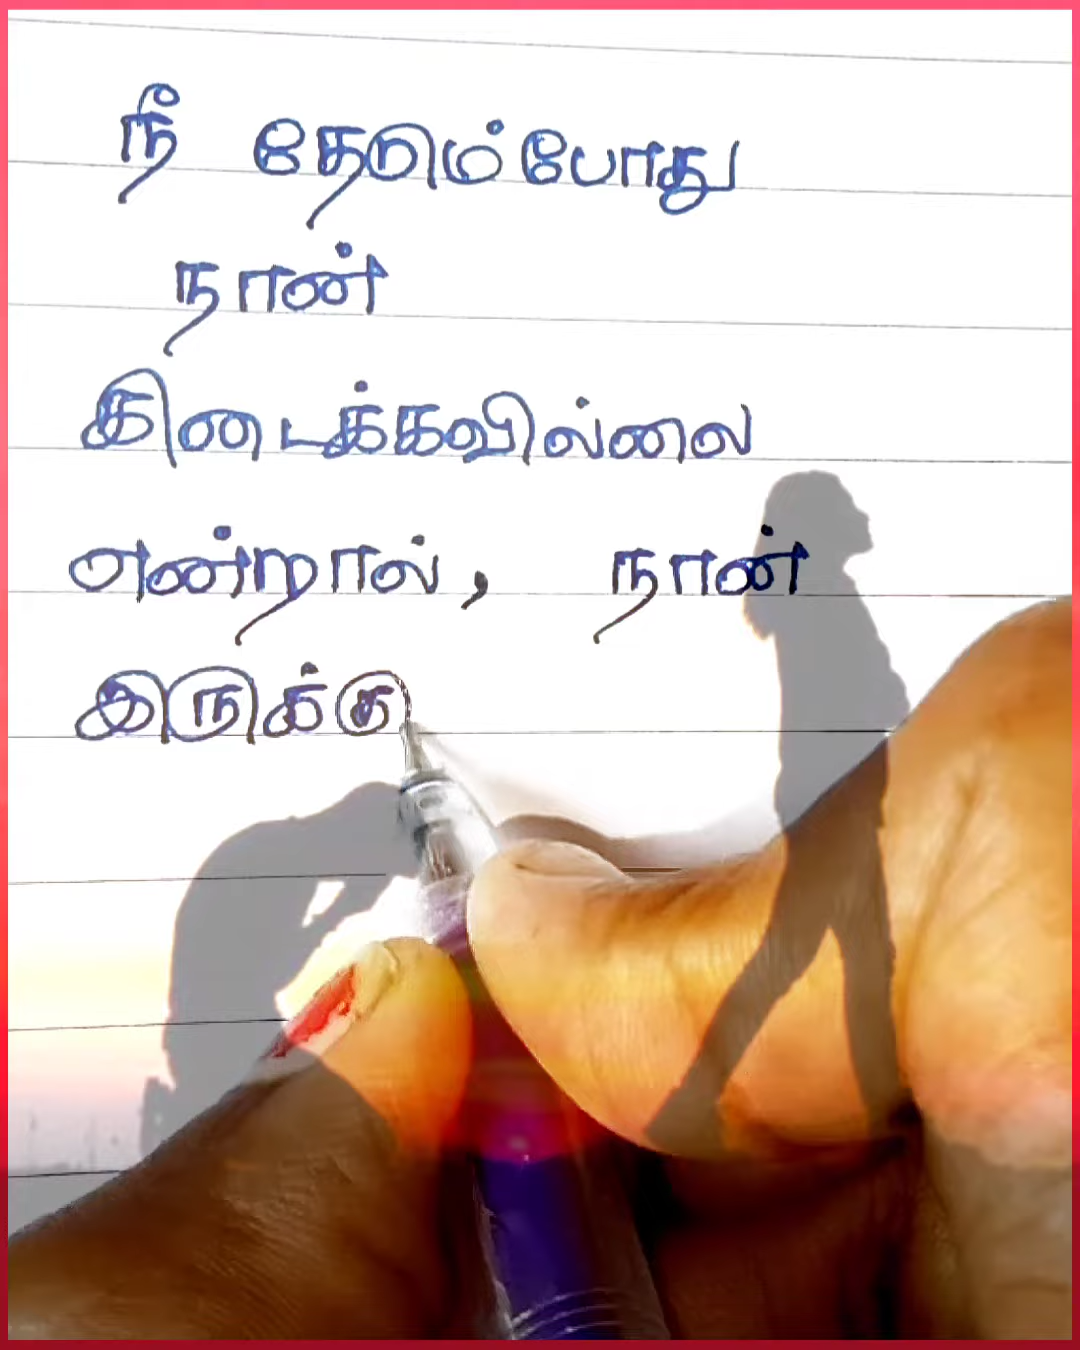 நீ தேடும்போது
நான்
கிடைக்கவில்லை
என்றால், நான்
இருக்கு